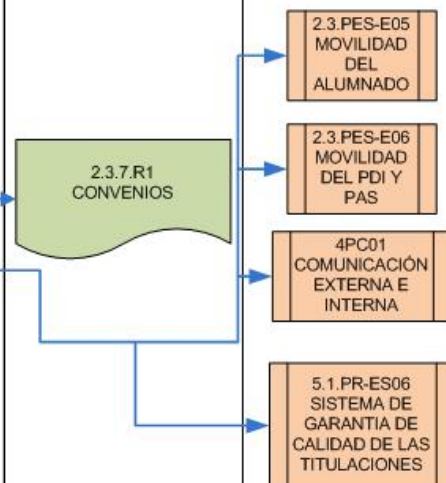 2.3.PES-E05
MOVILIDAD
DEL
ALUMNADO
2.3.7.R1
CONVENIOS
2.3.PES-E06
MOVILIDAD
DEL PDI Y
PAS
4PC01
COMUNICACIÓN
EXTERNA E
INTERNA
5.1.PR-ES06
SISTEMA DE
GARANTIA DE
CALIDAD DE LAS
TITULACIONES